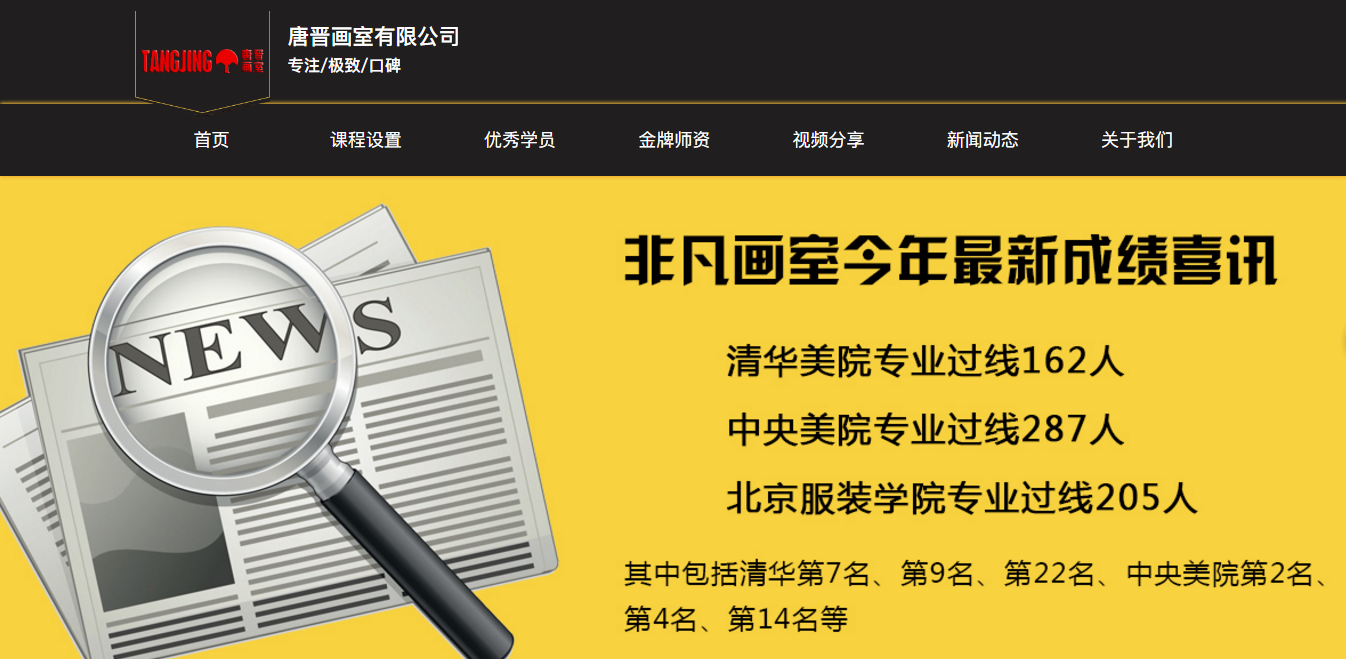 TANGJING 唐晋画室
唐晋画室有限公司
专注/极致/口碑
首页 课程设置 优秀学员 金牌师资 视频分享 新闻动态 关于我们
NEWS
非凡画室今年最新成绩喜讯
清华美院专业过线162人
中央美院专业过线287人
北京服装学院专业过线205人
其中包括清华第7名、第9名、第22名、中央美院第2名、
第4名、第14名等